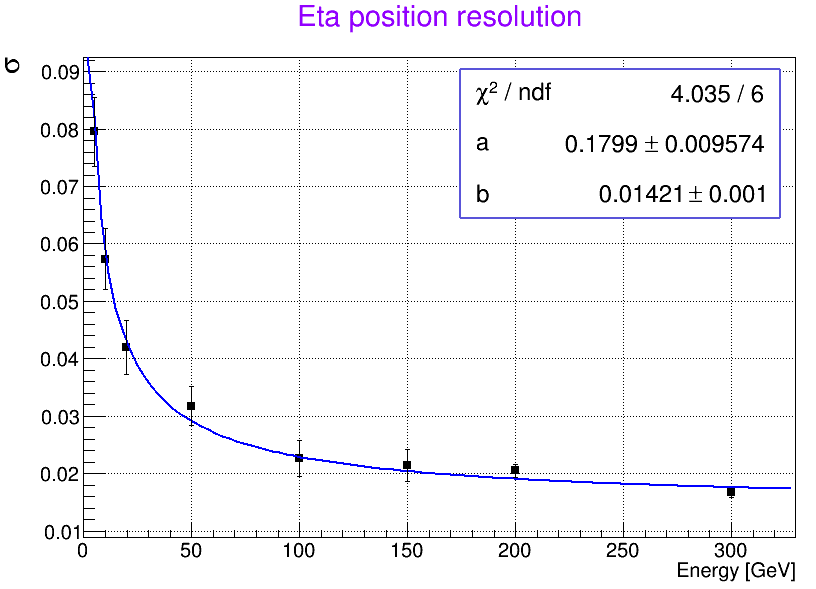 Eta position resolution
σ
χ² / ndf 4.035 / 6
a 0.1799 ± 0.009574
b 0.01421 ± 0.001
0.09
0.08
0.07
0.06
0.05
0.04
0.03
0.02
0.01
0 50 100 150 200 250 300
Energy [GeV]